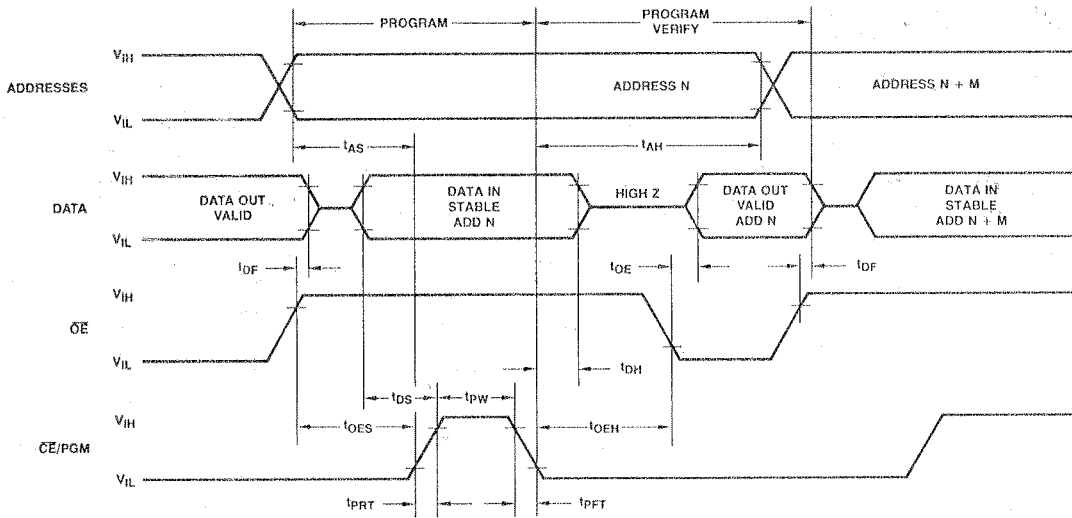 PROGRAM
PROGRAM
VERIFY
VIH
ADDRESSES
ADDRESS N
ADDRESS N + M
VIL
tAS
tAH
VIH
DATA
DATA OUT
VALID
DATA IN
STABLE
ADD N
HIGH Z
DATA OUT
VALID
ADD N
DATA IN
STABLE
ADD N + M
VIL
tDF
tOE
tDF
VIH
OE
VIL
tDH
tDS
tPW
VIH
tOES
tOEH
CE/PGM
VIL
tPRT
tPFT